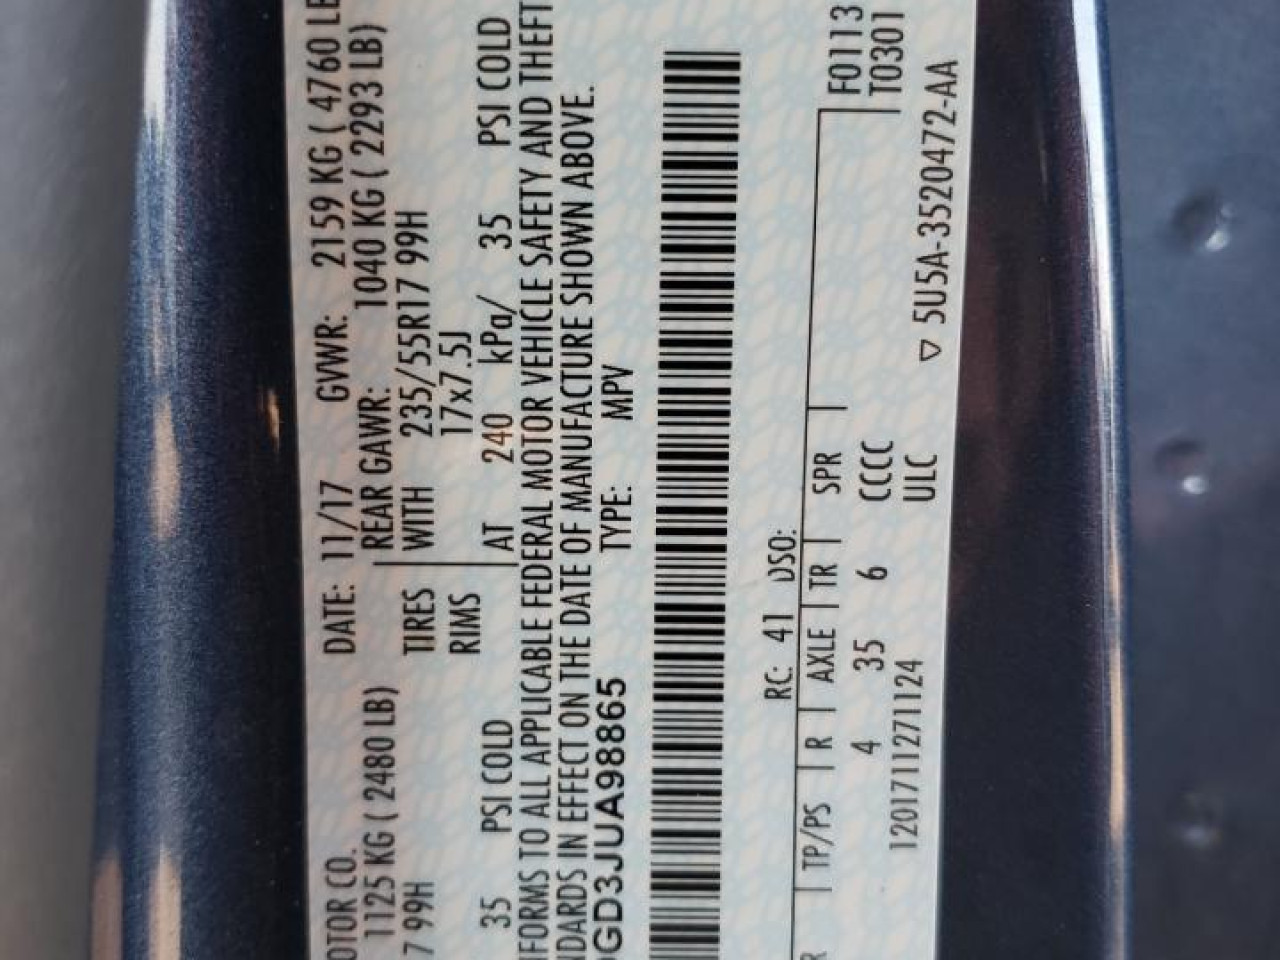 OTOR CO. DATE: 11/17 GVWR: 2159 KG ( 4760 LB
1125 KG ( 2480 LB) REAR GAWR: 1040 KG ( 2293 LB)
7 99H TIRES WITH 235/55R17 99H
RIMS 17x7.5J
35 PSI COLD AT 240 kPa/ 35 PSI COLD
FORMS TO ALL APPLICABLE FEDERAL MOTOR VEHICLE SAFETY AND THEFT
NDARDS IN EFFECT ON THE DATE OF MANUFACTURE SHOWN ABOVE.
GD3JUA98865 TYPE: MPV
RC: 41 DSO:
R TP/PS R AXLE TR SPR F0113
4 35 6 CCCC T0301
1201711271124 ULC
▽ 5U5A-3520472-AA